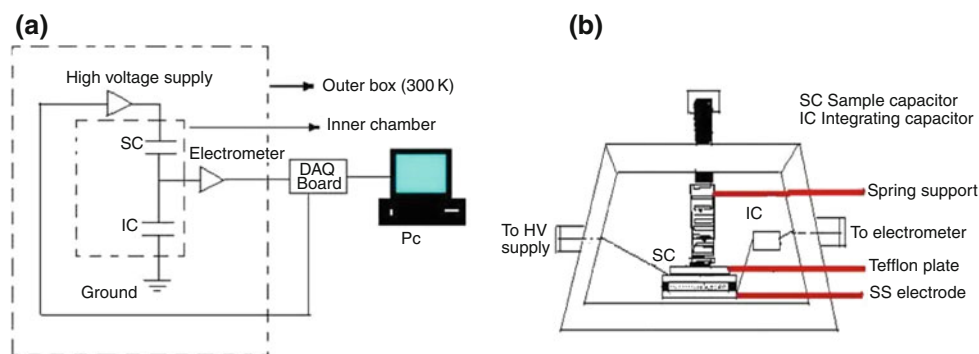 (a)
High voltage supply
Outer box (300 K)
Inner chamber
SC
Electrometer
DAQ
Board
IC
Pc
Ground
(b)
SC Sample capacitor
IC Integrating capacitor
Spring support
IC
To HV
supply
To electrometer
SC
Tefflon plate
SS electrode